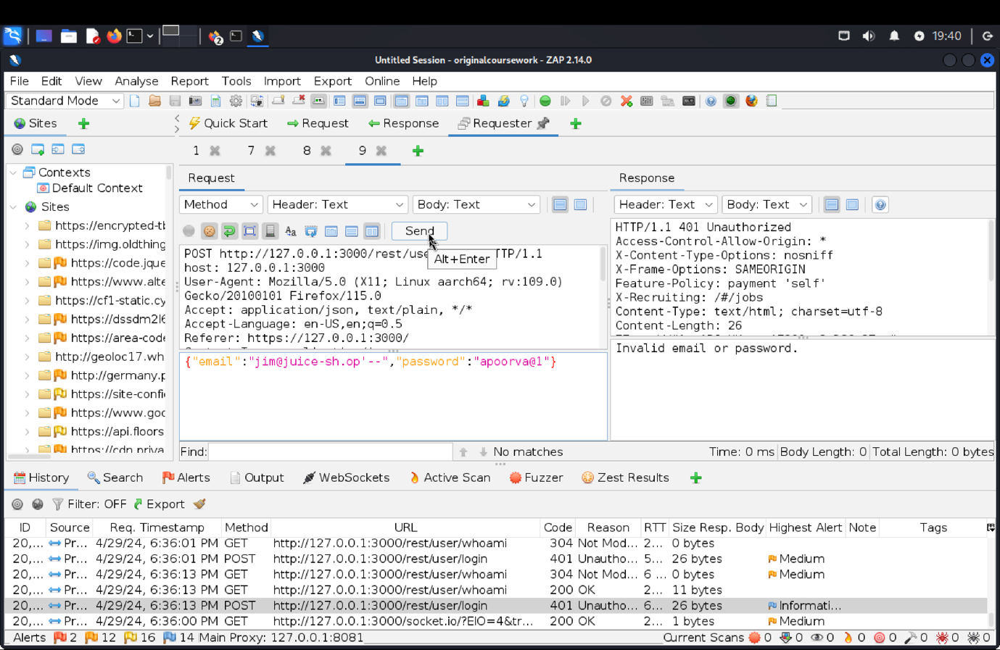 19:40
Untitled Session - originalcoursework - ZAP 2.14.0
File Edit View Analyse Report Tools Import Export Online Help
Standard Mode
Sites
Quick Start Request Response Requester
1 7 8 9
Contexts
Default Context
Sites
https://encrypted-tb
https://img.oldthing
https://code.jque
https://www.alte
https://cf1-static.cy
https://dssdm2l6
https://area-code
http://geoloc17.wh
http://germany.p
https://site-confi
https://www.goo
https://api.floors
https://cdn.priva
Request
Method Header: Text Body: Text
Send
Alt+Enter
POST http://127.0.0.1:3000/rest/use TTP/1.1
host: 127.0.0.1:3000
User-Agent: Mozilla/5.0 (X11; Linux aarch64; rv:109.0)
Gecko/20100101 Firefox/115.0
Accept: application/json, text/plain, */*
Accept-Language: en-US,en;q=0.5
Referer: https://127.0.0.1:3000/
{"email":"jim@juice-sh.op'--","password":"apoorva@1"}
Response
Header: Text Body: Text
HTTP/1.1 401 Unauthorized
Access-Control-Allow-Origin: *
X-Content-Type-Options: nosniff
X-Frame-Options: SAMEORIGIN
Feature-Policy: payment 'self'
X-Recruiting: /#/jobs
Content-Type: text/html; charset=utf-8
Content-Length: 26
Invalid email or password.
Find: No matches Time: 0 ms Body Length: 0 Total Length: 0 bytes
History Search Alerts Output WebSockets Active Scan Fuzzer Zest Results
Filter: OFF Export
ID Source Req. Timestamp Method URL Code Reason RTT Size Resp. Body Highest Alert Note Tags
20,... Pr... 4/29/24, 6:36:01 PM GET http://127.0.0.1:3000/rest/user/whoami 304 Not Mod... 2... 0 bytes
20,... Pr... 4/29/24, 6:36:01 PM POST http://127.0.0.1:3000/rest/user/login 401 Unautho... 5... 26 bytes Medium
20,... Pr... 4/29/24, 6:36:13 PM GET http://127.0.0.1:3000/rest/user/whoami 304 Not Mod... 6 ... 0 bytes Medium
20,... Pr... 4/29/24, 6:36:13 PM GET http://127.0.0.1:3000/rest/user/whoami 200 OK 2... 11 bytes
20,... Pr... 4/29/24, 6:36:13 PM POST http://127.0.0.1:3000/rest/user/login 401 Unautho... 6... 26 bytes Informati...
20,... Pr... 4/29/24, 6:36:00 PM GET http://127.0.0.1:3000/socket.io/?EIO=4&tr... 200 OK 2... 1 bytes Medium
Alerts 2 12 16 14 Main Proxy: 127.0.0.1:8081 Current Scans 0 0 0 0 0 0 0 0